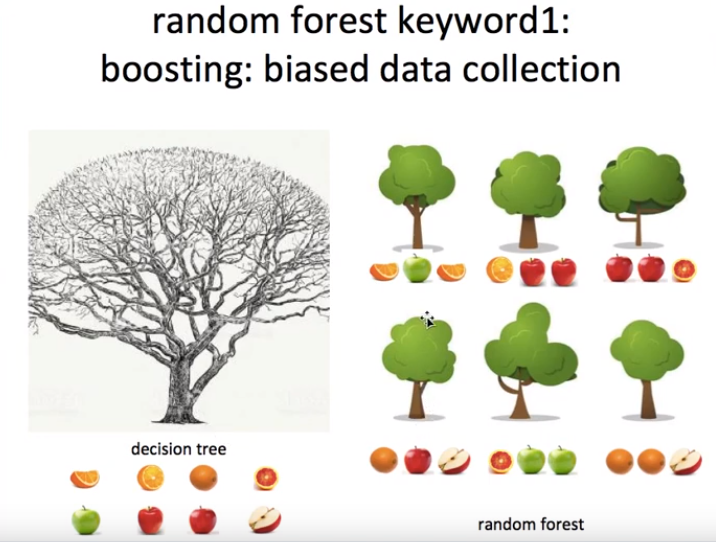 random forest keyword1:
boosting: biased data collection
decision tree
random forest